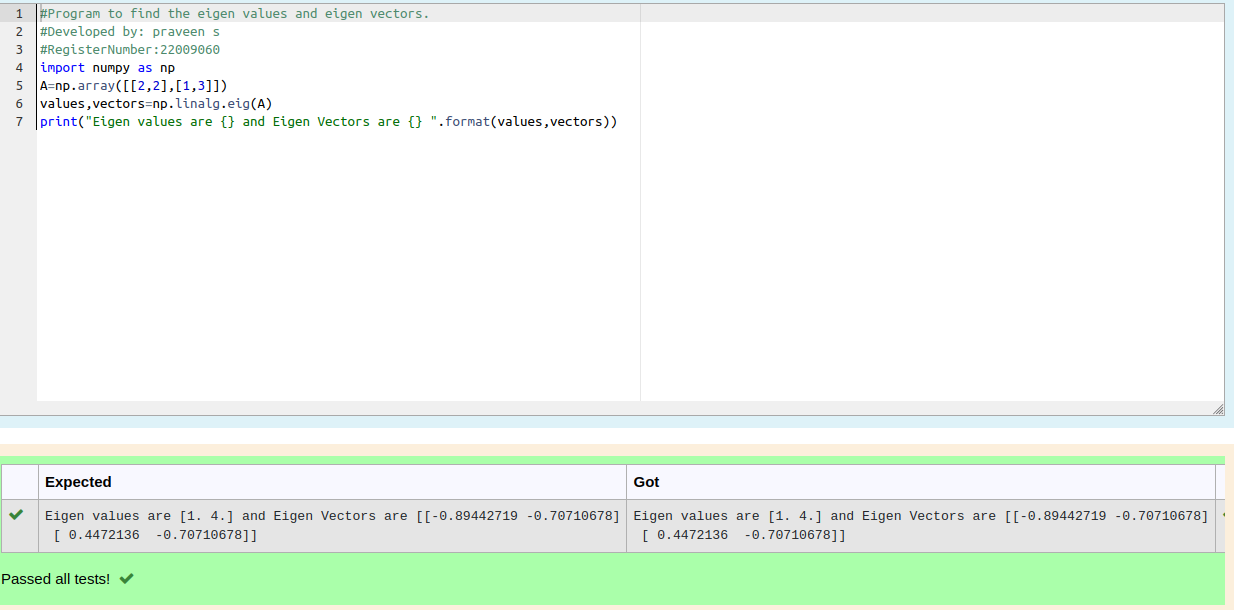 1 #Program to find the eigen values and eigen vectors.
2 #Developed by: praveen s
3 #RegisterNumber:22009060
4 import numpy as np
5 A=np.array([[2,2],[1,3]])
6 values,vectors=np.linalg.eig(A)
7 print("Eigen values are {} and Eigen Vectors are {} ".format(values,vectors))
Expected Got
Eigen values are [1. 4.] and Eigen Vectors are [[-0.89442719 -0.70710678] Eigen values are [1. 4.] and Eigen Vectors are [[-0.89442719 -0.70710678]
[ 0.4472136  -0.70710678]] [ 0.4472136  -0.70710678]]
Passed all tests!